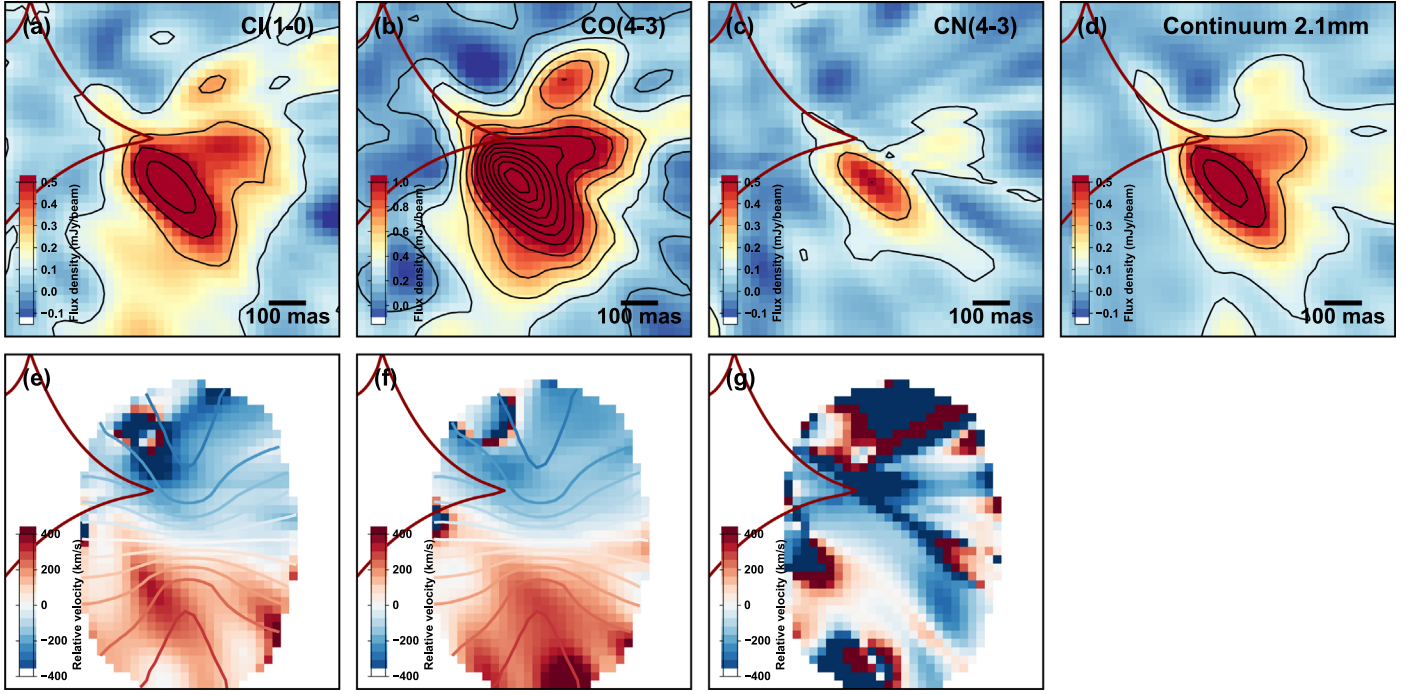 (a) CI(1-0)
0.5
0.4
0.3
0.2
0.1
0.0
−0.1
Flux density (mJy/beam)
100 mas
(b) CO(4-3)
1.0
0.8
0.6
0.4
0.2
0.0
Flux density (mJy/beam)
100 mas
(c) CN(4-3)
0.5
0.4
0.3
0.2
0.1
0.0
−0.1
Flux density (mJy/beam)
100 mas
(d) Continuum 2.1mm
0.5
0.4
0.3
0.2
0.1
0.0
−0.1
Flux density (mJy/beam)
100 mas
(e)
400
200
0
−200
−400
Relative velocity (km/s)
(f)
400
200
0
−200
−400
Relative velocity (km/s)
(g)
400
200
0
−200
−400
Relative velocity (km/s)